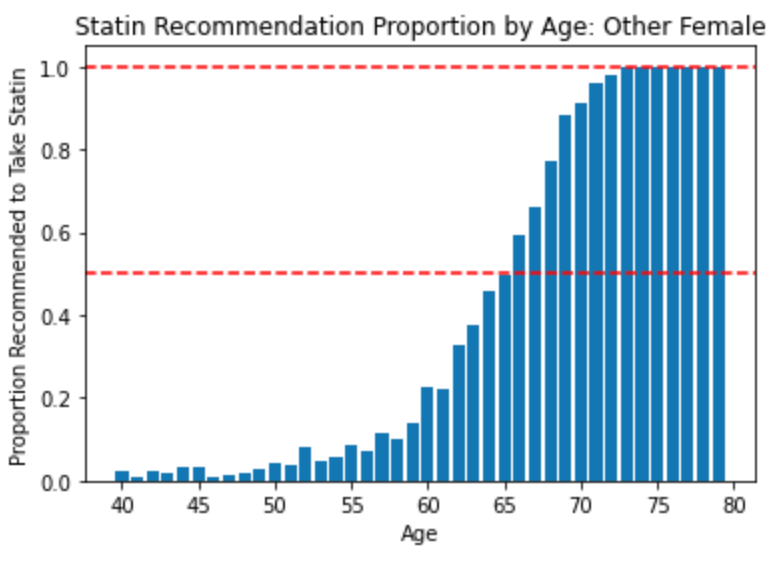 Statin Recommendation Proportion by Age: Other Female
Proportion Recommended to Take Statin
1.0
0.8
0.6
0.4
0.2
0.0
40 45 50 55 60 65 70 75 80
Age